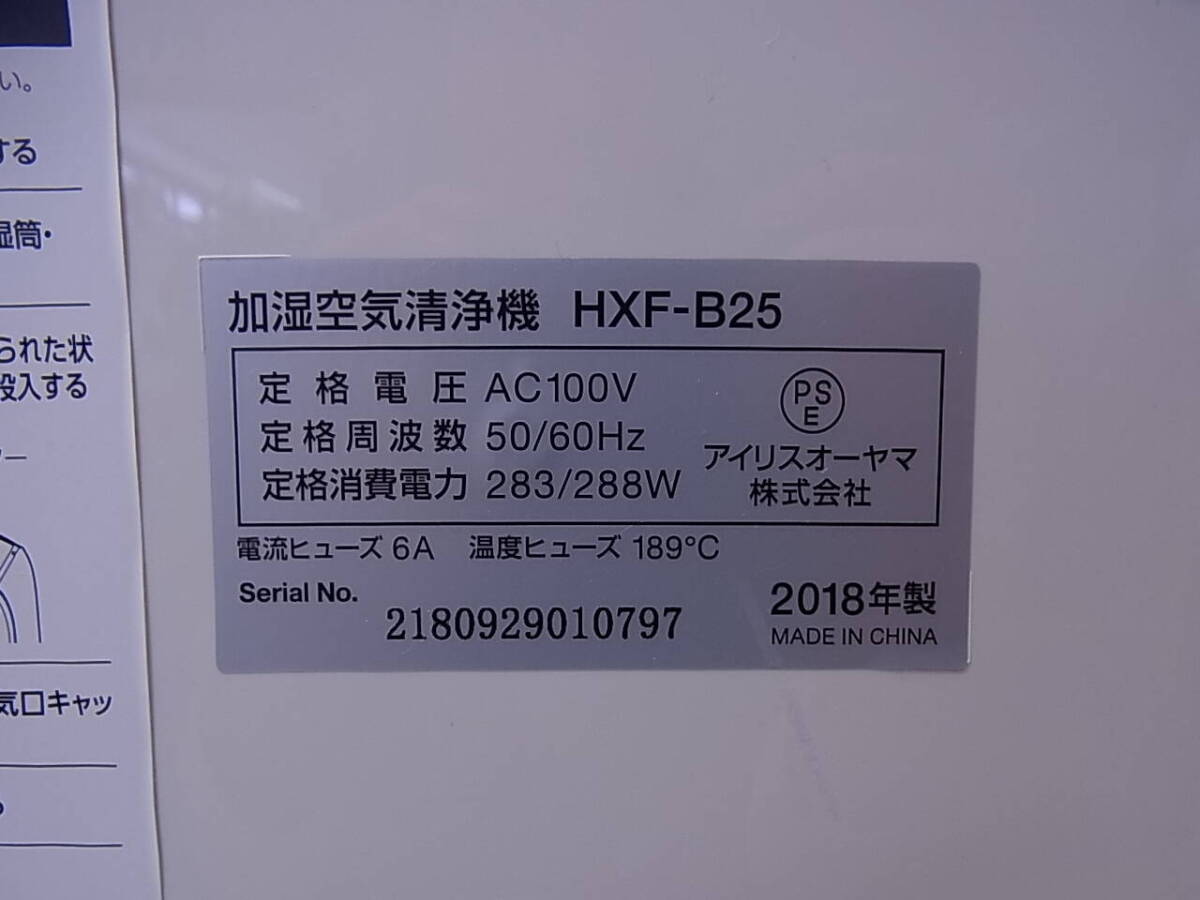 い。
する
湿筒・
られた状
投入する
加湿空気清浄機 HXF-B25
定格電圧 AC100V
定格周波数 50/60Hz
定格消費電力 283/288W
PSE
アイリスオーヤマ
株式会社
電流ヒューズ 6A 温度ヒューズ 189°C
Serial No.
2180929010797
2018年製
MADE IN CHINA
気口キャッ